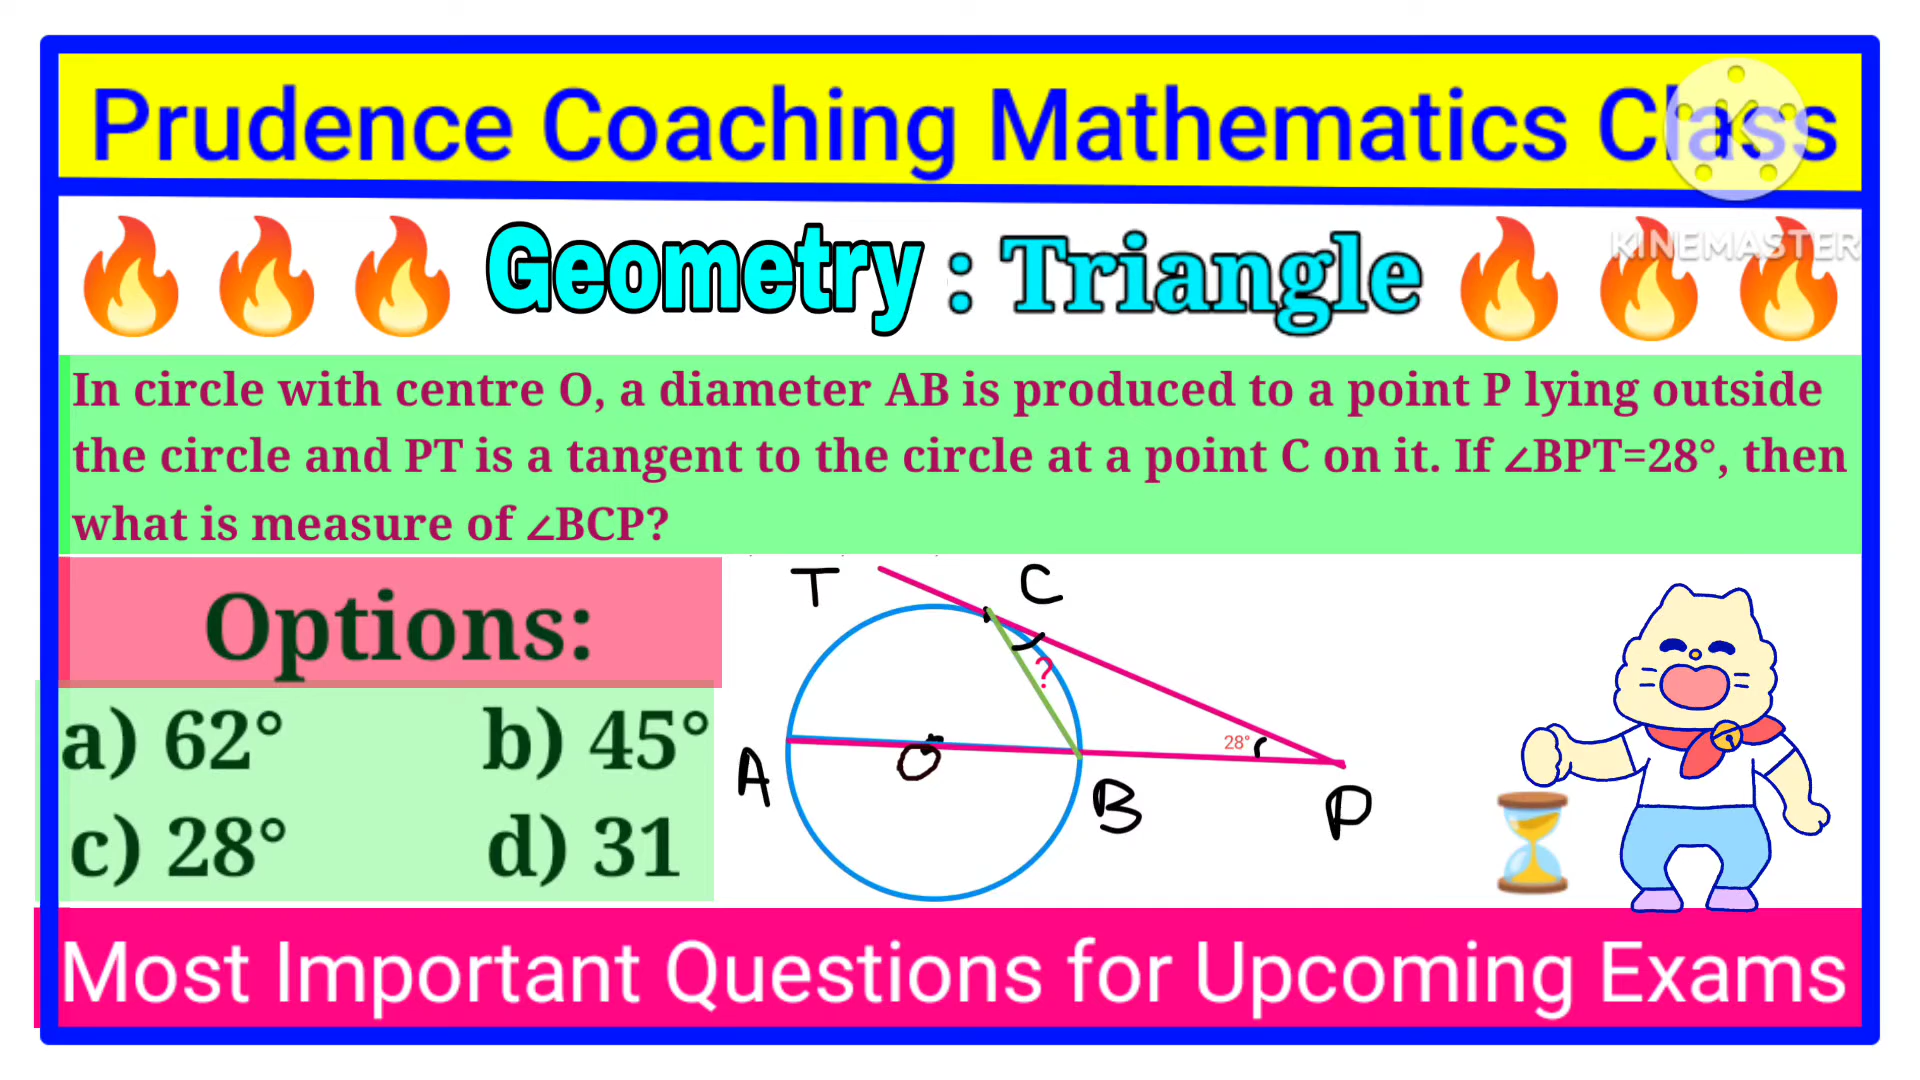 Prudence Coaching Mathematics Class
KINEMASTER
Geometry : Triangle
In circle with centre O, a diameter AB is produced to a point P lying outside
the circle and PT is a tangent to the circle at a point C on it. If ∠BPT=28°, then
what is measure of ∠BCP?
Options:
a) 62° b) 45°
c) 28° d) 31
T C
?
28°
A O B P
Most Important Questions for Upcoming Exams